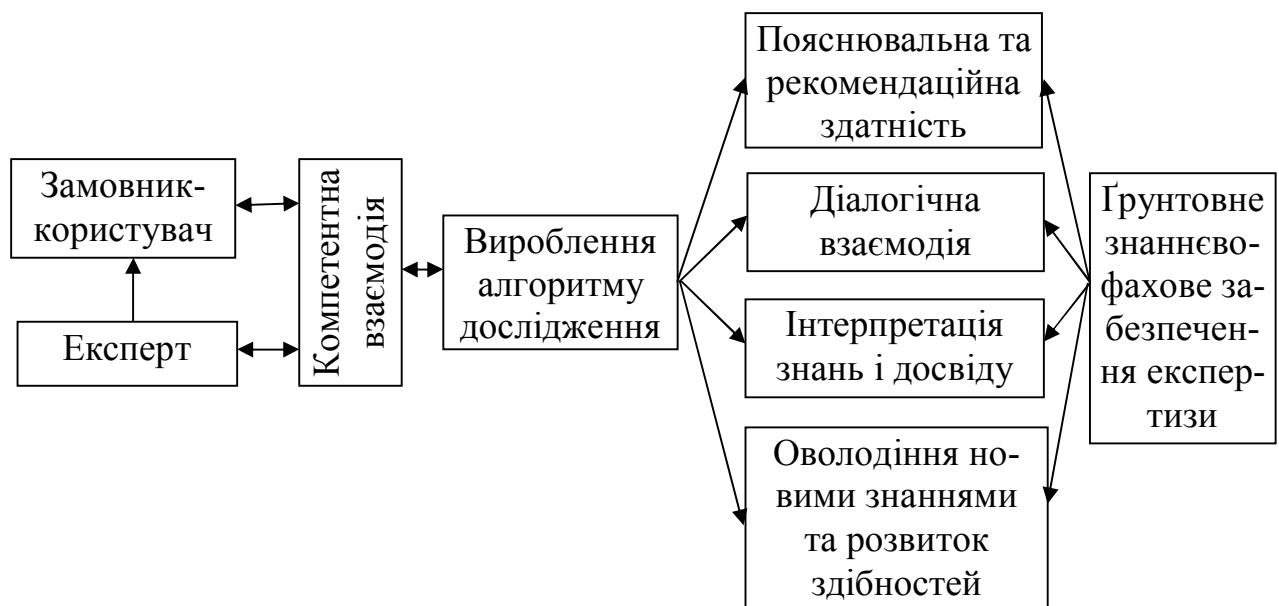 Замовник-
користувач
Експерт
Компетентна
взаємодія
Вироблення
алгоритму
дослідження
Пояснювальна та
рекомендаційна
здатність
Діалогічна
взаємодія
Інтерпретація
знань і досвіду
Оволодіння но-
вими знаннями
та розвиток
здібностей
Ґрунтовне
знаннєво-
фахове за-
безпечен-
ня експер-
тизи